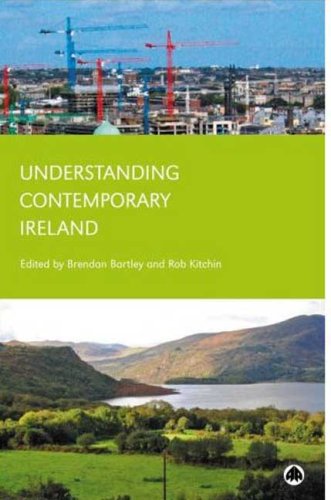 UNDERSTANDING
CONTEMPORARY
IRELAND
Edited by Brendan Bartley and Rob Kitchin